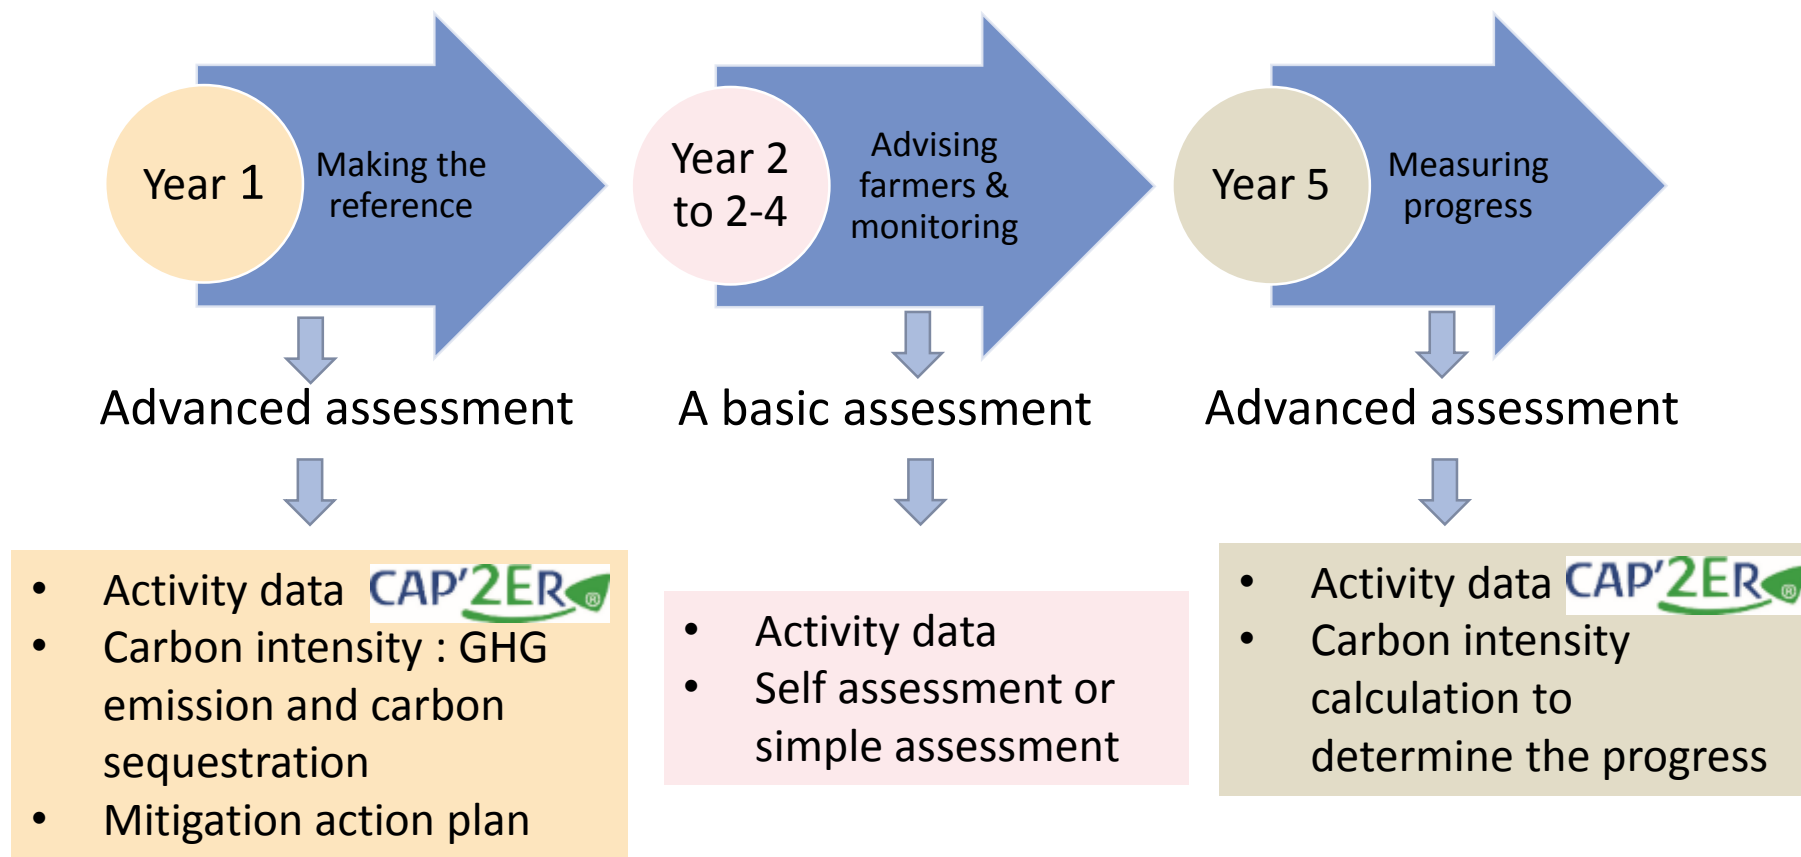 Year 1
Making the
reference
Year 2
to 2-4
Advising
farmers &
monitoring
Year 5
Measuring
progress
Advanced assessment
A basic assessment
Advanced assessment
• Activity data CAP'2ER®
• Carbon intensity : GHG
emission and carbon
sequestration
• Mitigation action plan
• Activity data
• Self assessment or
simple assessment
• Activity data CAP'2ER®
• Carbon intensity
calculation to
determine the progress